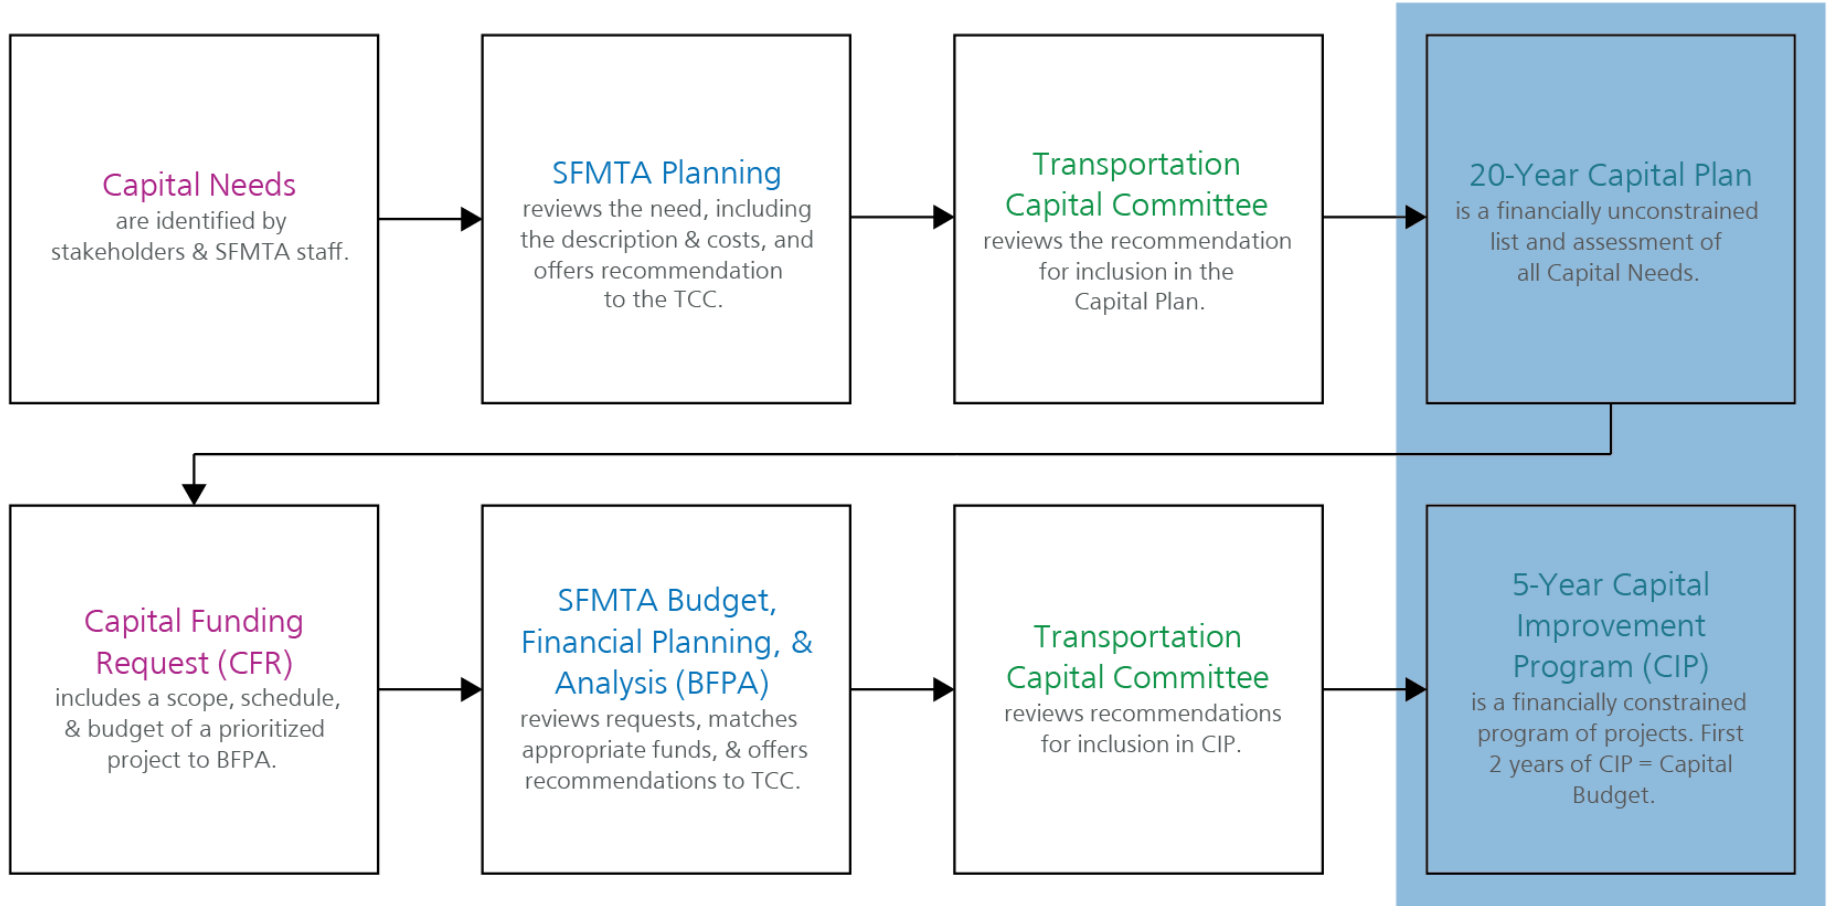 Capital Needs
are identified by
stakeholders & SFMTA staff.
SFMTA Planning
reviews the need, including
the description & costs, and
offers recommendation
to the TCC.
Transportation
Capital Committee
reviews the recommendation
for inclusion in the
Capital Plan.
20-Year Capital Plan
is a financially unconstrained
list and assessment of
all Capital Needs.
Capital Funding
Request (CFR)
includes a scope, schedule,
& budget of a prioritized
project to BFPA.
SFMTA Budget,
Financial Planning, &
Analysis (BFPA)
reviews requests, matches
appropriate funds, & offers
recommendations to TCC.
Transportation
Capital Committee
reviews recommendations
for inclusion in CIP.
5-Year Capital
Improvement
Program (CIP)
is a financially constrained
program of projects. First
2 years of CIP = Capital
Budget.